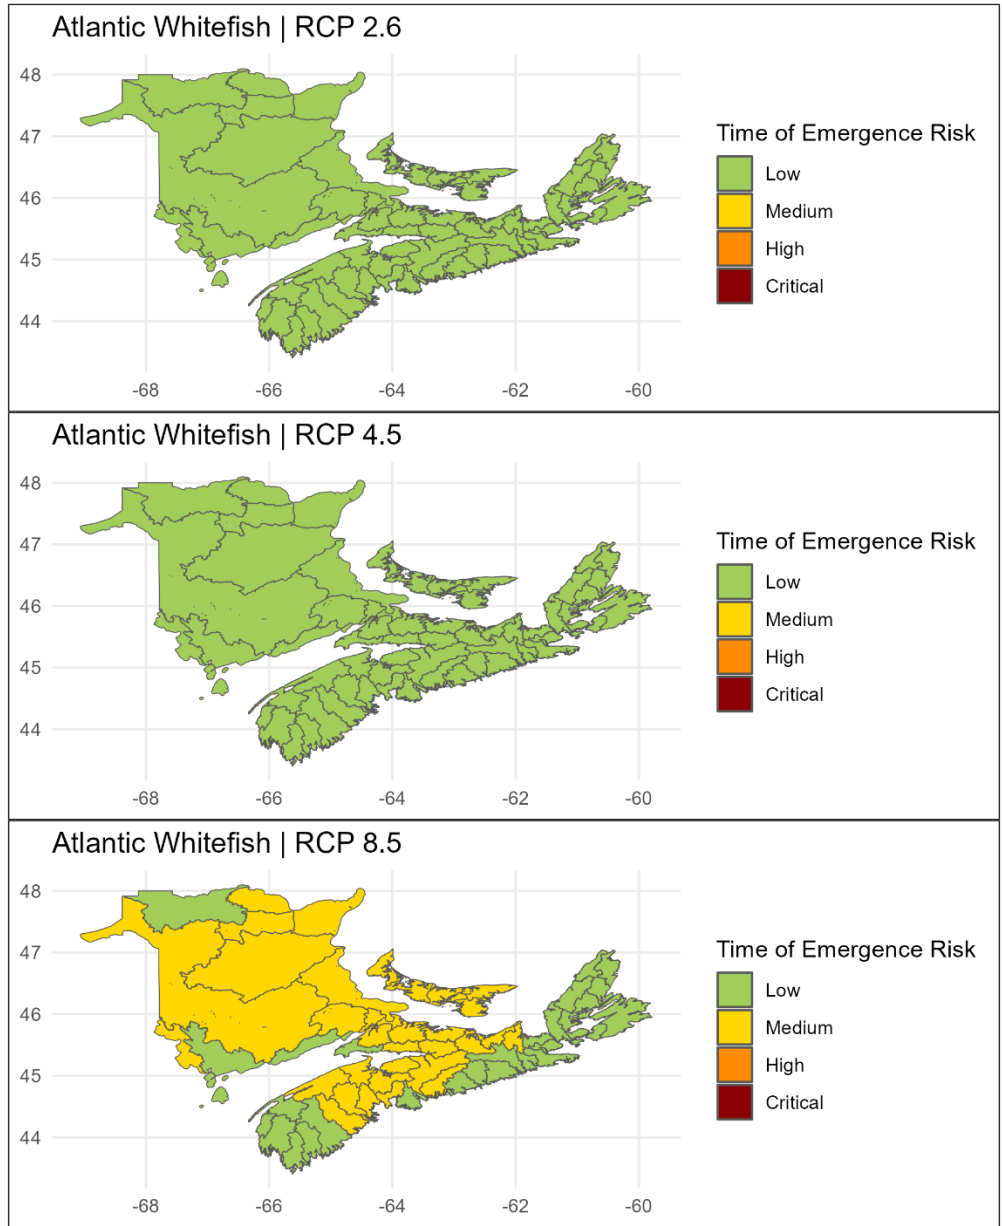 Atlantic Whitefish | RCP 2.6
48
47
46
45
44
-68 -66 -64 -62 -60
Time of Emergence Risk
Low
Medium
High
Critical
Atlantic Whitefish | RCP 4.5
48
47
46
45
44
-68 -66 -64 -62 -60
Time of Emergence Risk
Low
Medium
High
Critical
Atlantic Whitefish | RCP 8.5
48
47
46
45
44
-68 -66 -64 -62 -60
Time of Emergence Risk
Low
Medium
High
Critical